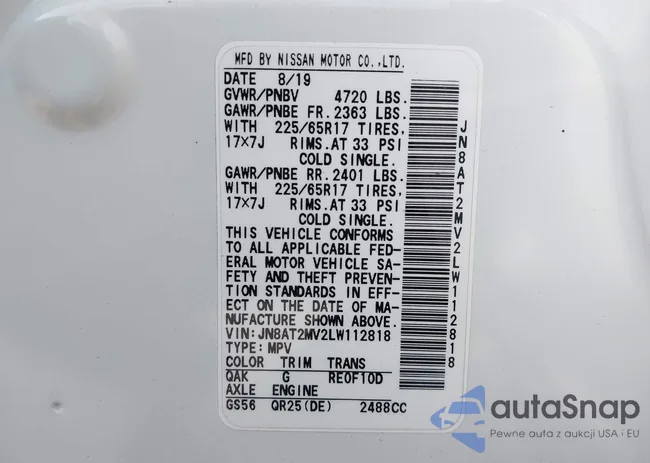 MFD BY NISSAN MOTOR CO.,LTD.
DATE 8/19
GVWR/PNBV 4720 LBS.
GAWR/PNBE FR. 2363 LBS.
WITH 225/65R17 TIRES,
17x7J RIMS.AT 33 PSI
COLD SINGLE.
GAWR/PNBE RR. 2401 LBS.
WITH 225/65R17 TIRES,
17x7J RIMS.AT 33 PSI
COLD SINGLE.
THIS VEHICLE CONFORMS
TO ALL APPLICABLE FED-
ERAL MOTOR VEHICLE SA-
FETY AND THEFT PREVEN-
TION STANDARDS IN EFF-
ECT ON THE DATE OF MA-
NUFACTURE SHOWN ABOVE.
VIN:JN8AT2MV2LW112818
TYPE:MPV
COLOR TRIM TRANS
QAK G RE0F10D
AXLE ENGINE
GS56 QR25(DE) 2488CC
JN8AT2MV2LW112818
autaSnap
Pewne auta z aukcji USA i EU